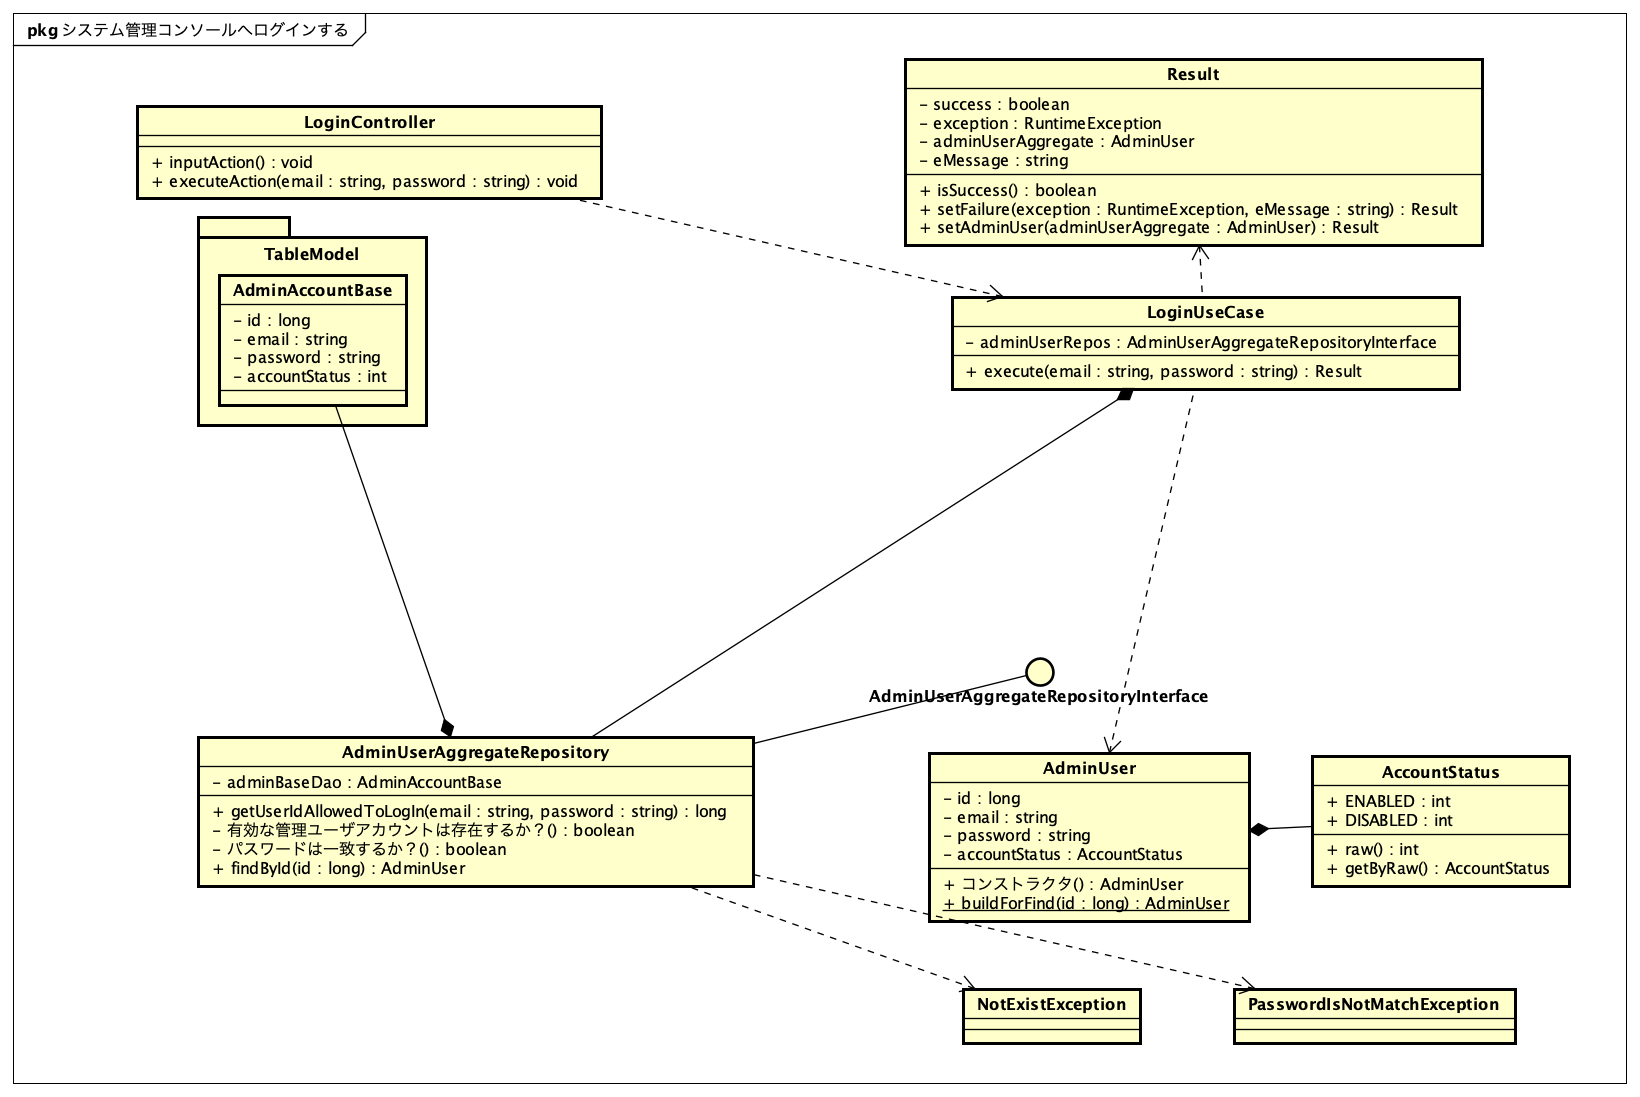 pkg システム管理コンソールへログインする
LoginController
+ inputAction() : void
+ executeAction(email : string, password : string) : void
Result
- success : boolean
- exception : RuntimeException
- adminUserAggregate : AdminUser
- eMessage : string
+ isSuccess() : boolean
+ setFailure(exception : RuntimeException, eMessage : string) : Result
+ setAdminUser(adminUserAggregate : AdminUser) : Result
TableModel
AdminAccountBase
- id : long
- email : string
- password : string
- accountStatus : int
LoginUseCase
- adminUserRepos : AdminUserAggregateRepositoryInterface
+ execute(email : string, password : string) : Result
AdminUserAggregateRepositoryInterface
AdminUserAggregateRepository
- adminBaseDao : AdminAccountBase
+ getUserIdAllowedToLogIn(email : string, password : string) : long
- 有効な管理ユーザアカウントは存在するか？() : boolean
- パスワードは一致するか？() : boolean
+ findById(id : long) : AdminUser
AdminUser
- id : long
- email : string
- password : string
- accountStatus : AccountStatus
+ コンストラクタ() : AdminUser
+ buildForFind(id : long) : AdminUser
AccountStatus
+ ENABLED : int
+ DISABLED : int
+ raw() : int
+ getByRaw() : AccountStatus
NotExistException
PasswordIsNotMatchException